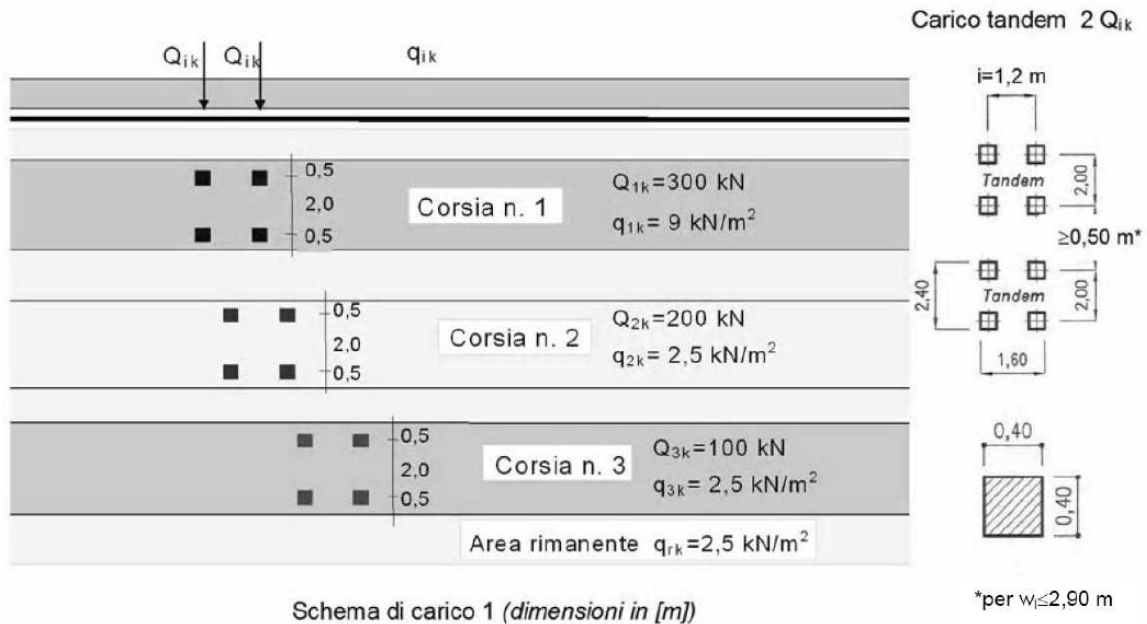 Carico tandem 2 Qik
Qik Qik qik
i=1,2 m
0,5
2,0
0,5
Corsia n. 1
Q1k=300 kN
q1k= 9 kN/m²
Tandem
2,00
≥0,50 m*
0,5
2,0
0,5
Corsia n. 2
Q2k=200 kN
q2k= 2,5 kN/m²
2,40
Tandem
2,00
1,60
0,5
2,0
0,5
Corsia n. 3
Q3k=100 kN
q3k= 2,5 kN/m²
0,40
0,40
Area rimanente qrk=2,5 kN/m²
Schema di carico 1 (dimensioni in [m])
*per wl≤2,90 m